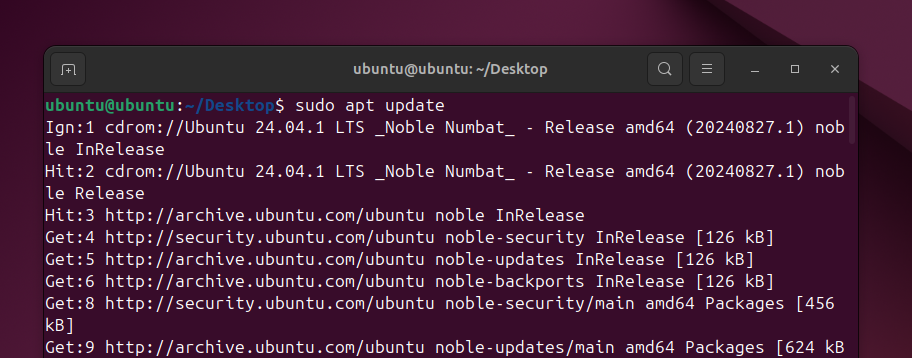 ubuntu@ubuntu: ~/Desktop
ubuntu@ubuntu:~/Desktop$ sudo apt update
Ign:1 cdrom://Ubuntu 24.04.1 LTS _Noble Numbat_ - Release amd64 (20240827.1) nob
le InRelease
Hit:2 cdrom://Ubuntu 24.04.1 LTS _Noble Numbat_ - Release amd64 (20240827.1) nob
le Release
Hit:3 http://archive.ubuntu.com/ubuntu noble InRelease
Get:4 http://security.ubuntu.com/ubuntu noble-security InRelease [126 kB]
Get:5 http://archive.ubuntu.com/ubuntu noble-updates InRelease [126 kB]
Get:6 http://archive.ubuntu.com/ubuntu noble-backports InRelease [126 kB]
Get:8 http://security.ubuntu.com/ubuntu noble-security/main amd64 Packages [456
kB]
Get:9 http://archive.ubuntu.com/ubuntu noble-updates/main amd64 Packages [624 kB